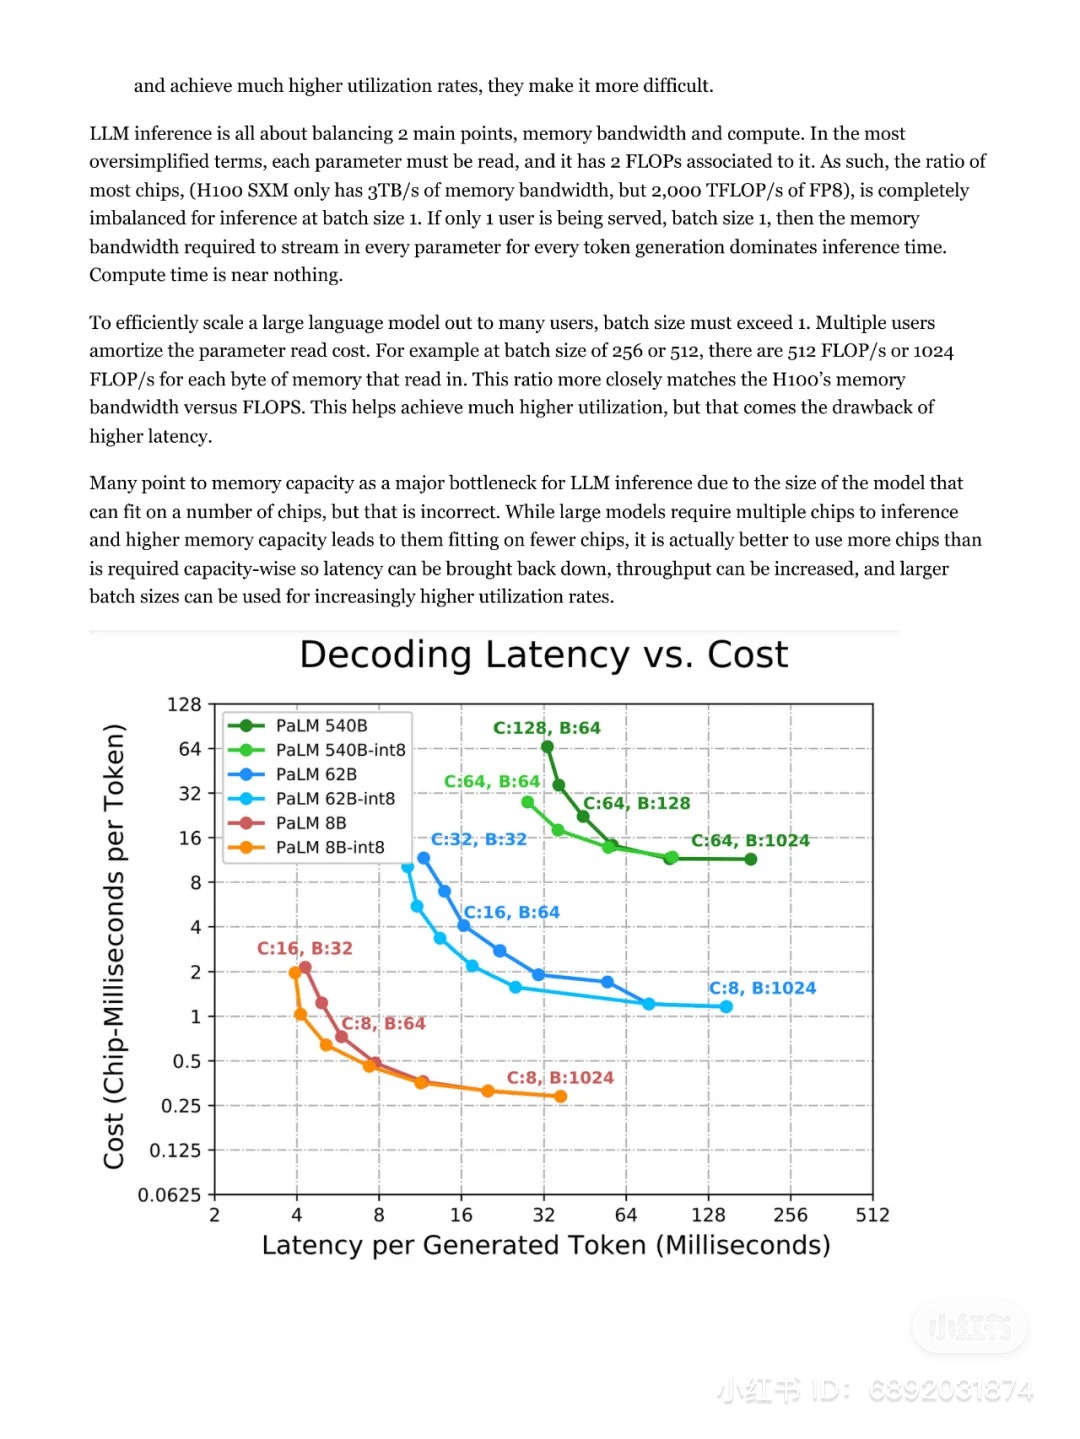 and achieve much higher utilization rates, they make it more difficult.
LLM inference is all about balancing 2 main points, memory bandwidth and compute. In the most
oversimplified terms, each parameter must be read, and it has 2 FLOPs associated to it. As such, the ratio of
most chips, (H100 SXM only has 3TB/s of memory bandwidth, but 2,000 TFLOP/s of FP8), is completely
imbalanced for inference at batch size 1. If only 1 user is being served, batch size 1, then the memory
bandwidth required to stream in every parameter for every token generation dominates inference time.
Compute time is near nothing.
To efficiently scale a large language model out to many users, batch size must exceed 1. Multiple users
amortize the parameter read cost. For example at batch size of 256 or 512, there are 512 FLOP/s or 1024
FLOP/s for each byte of memory that read in. This ratio more closely matches the H100’s memory
bandwidth versus FLOPS. This helps achieve much higher utilization, but that comes the drawback of
higher latency.
Many point to memory capacity as a major bottleneck for LLM inference due to the size of the model that
can fit on a number of chips, but that is incorrect. While large models require multiple chips to inference
and higher memory capacity leads to them fitting on fewer chips, it is actually better to use more chips than
is required capacity-wise so latency can be brought back down, throughput can be increased, and larger
batch sizes can be used for increasingly higher utilization rates.
Decoding Latency vs. Cost
Cost (Chip-Milliseconds per Token)
128
64
32
16
8
4
2
1
0.5
0.25
0.125
0.0625
PaLM 540B
PaLM 540B-int8
PaLM 62B
PaLM 62B-int8
PaLM 8B
PaLM 8B-int8
C:128, B:64
C:64, B:64
C:64, B:128
C:64, B:1024
C:32, B:32
C:16, B:64
C:8, B:1024
C:16, B:32
C:8, B:64
C:8, B:1024
2
4
8
16
32
64
128
256
512
Latency per Generated Token (Milliseconds)
小红书
小红书 ID: 6892031874